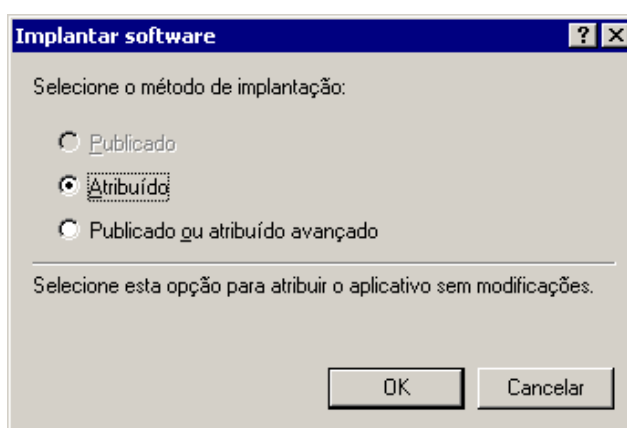 Implantar software
Selecione o método de implantação:
Publicado
Atribuído
Publicado ou atribuído avançado
Selecione esta opção para atribuir o aplicativo sem modificações.
OK Cancelar